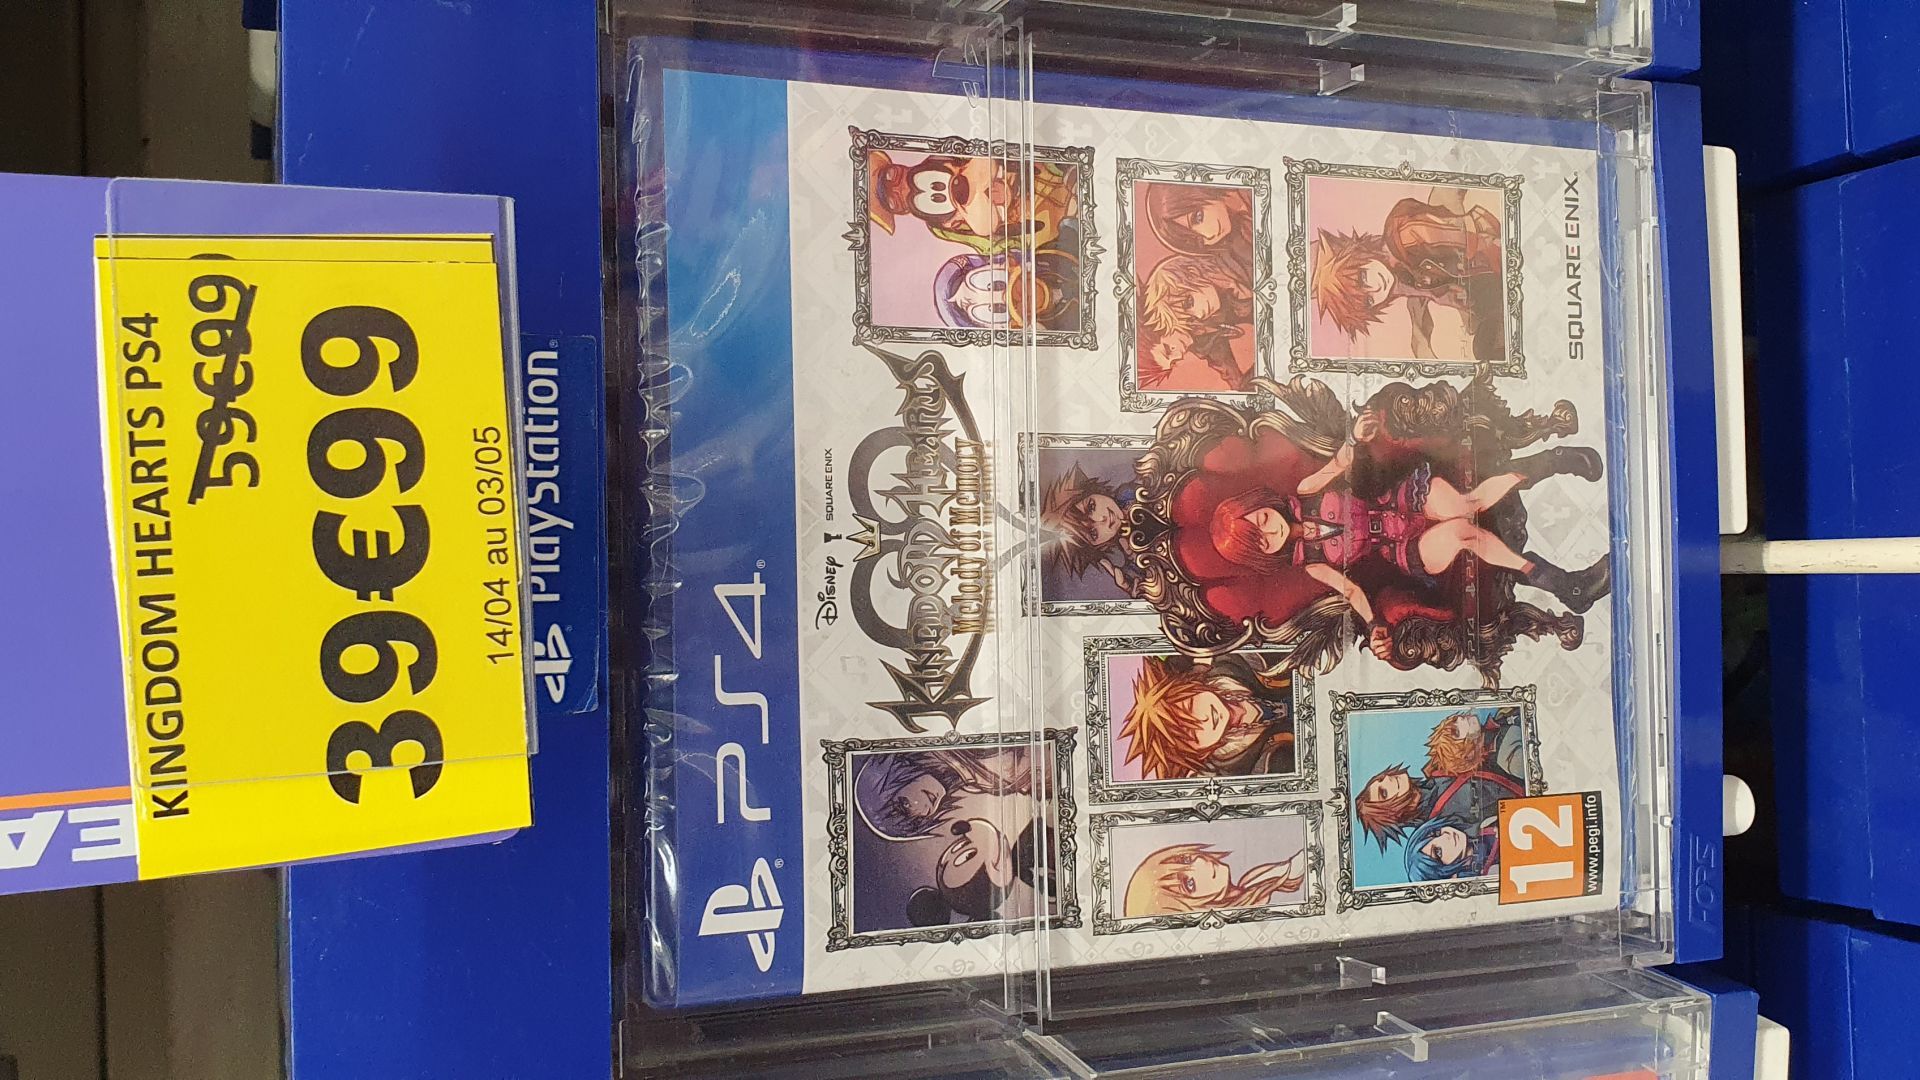 KINGDOM HEARTS PS4
59€99
39€99
14/04 au 03/05
PlayStation®
PS4®
Disney SQUARE ENIX
KINGDOM HEARTS
Melody of Memory
SQUARE ENIX®
12™
www.pegi.info